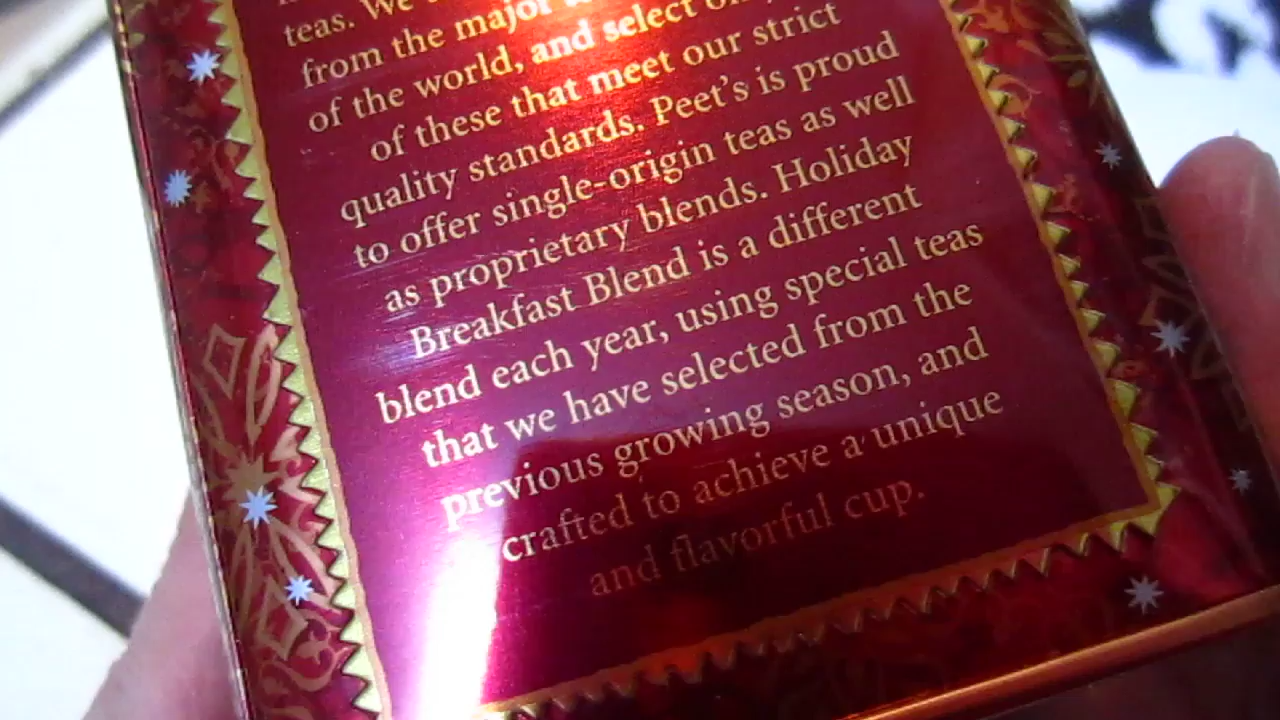 teas. We
from the major
of the world, and select
of these that meet our strict
quality standards. Peet's is proud
to offer single-origin teas as well
as proprietary blends. Holiday
Breakfast Blend is a different
blend each year, using special teas
that we have selected from the
previous growing season, and
crafted to achieve a unique
and flavorful cup.